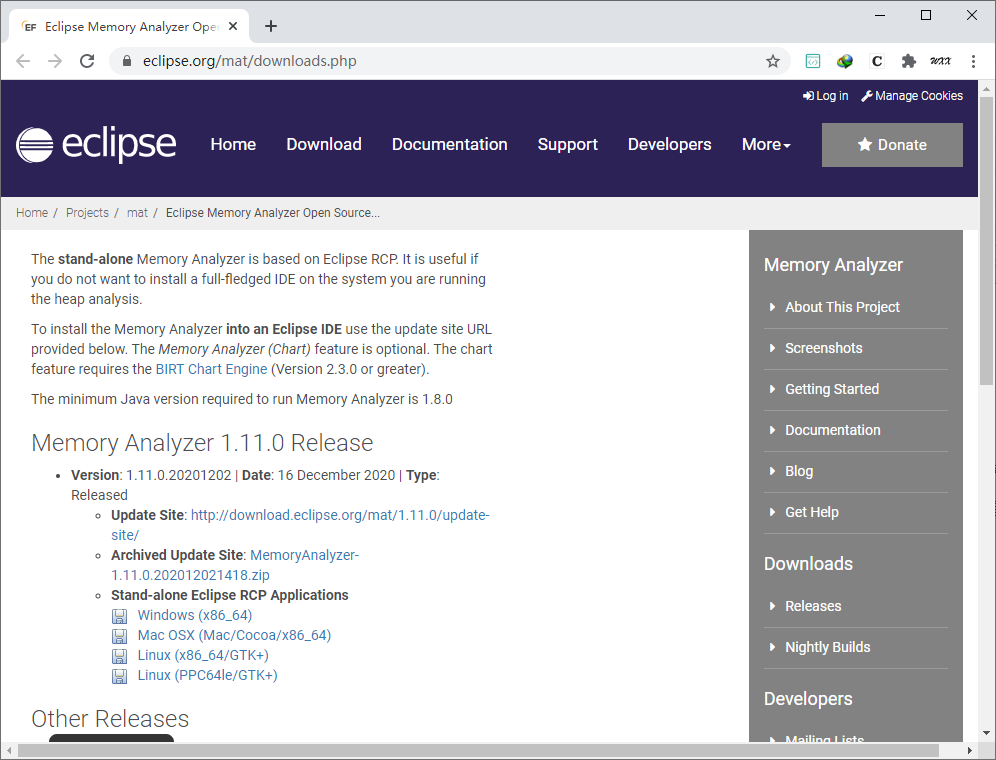 EF Eclipse Memory Analyzer Ope
eclipse.org/mat/downloads.php
C
Log in Manage Cookies
eclipse Home Download Documentation Support Developers More Donate
Home / Projects / mat / Eclipse Memory Analyzer Open Source...
The stand-alone Memory Analyzer is based on Eclipse RCP. It is useful if
you do not want to install a full-fledged IDE on the system you are running
the heap analysis.
To install the Memory Analyzer into an Eclipse IDE use the update site URL
provided below. The Memory Analyzer (Chart) feature is optional. The chart
feature requires the BIRT Chart Engine (Version 2.3.0 or greater).
The minimum Java version required to run Memory Analyzer is 1.8.0
Memory Analyzer 1.11.0 Release
Version: 1.11.0.20201202 | Date: 16 December 2020 | Type:
Released
Update Site: http://download.eclipse.org/mat/1.11.0/update-
site/
Archived Update Site: MemoryAnalyzer-
1.11.0.202012021418.zip
Stand-alone Eclipse RCP Applications
Windows (x86_64)
Mac OSX (Mac/Cocoa/x86_64)
Linux (x86_64/GTK+)
Linux (PPC64le/GTK+)
Other Releases
Memory Analyzer
About This Project
Screenshots
Getting Started
Documentation
Blog
Get Help
Downloads
Releases
Nightly Builds
Developers
Mailing Lists